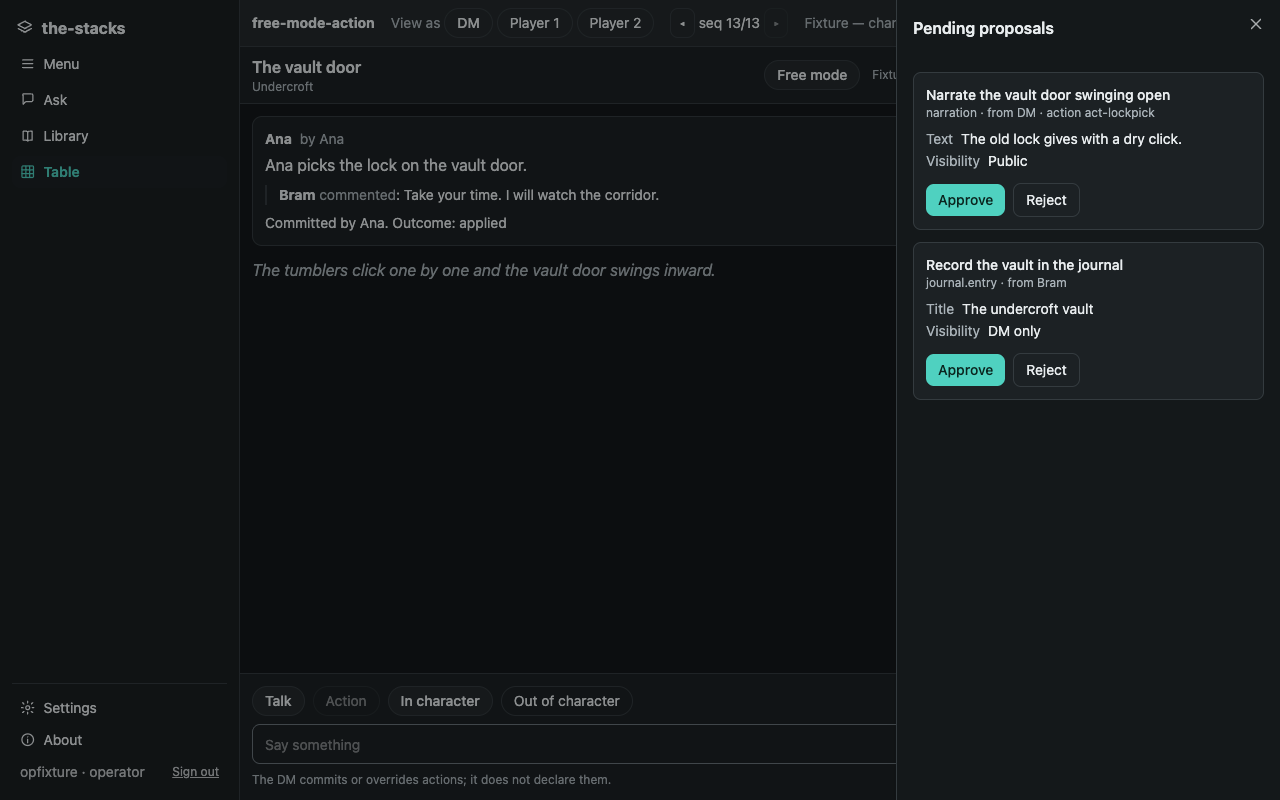 the-stacks
Menu
Ask
Library
Table
Settings
About
opfixture · operator Sign out
free-mode-action View as DM Player 1 Player 2 ◂ seq 13/13 ▸ Fixture — char
The vault door
Undercroft
Free mode Fixtu
Ana by Ana
Ana picks the lock on the vault door.
Bram commented: Take your time. I will watch the corridor.
Committed by Ana. Outcome: applied
The tumblers click one by one and the vault door swings inward.
Talk Action In character Out of character
Say something
The DM commits or overrides actions; it does not declare them.
Pending proposals
Narrate the vault door swinging open
narration · from DM · action act-lockpick
Text The old lock gives with a dry click.
Visibility Public
Approve Reject
Record the vault in the journal
journal.entry · from Bram
Title The undercroft vault
Visibility DM only
Approve Reject